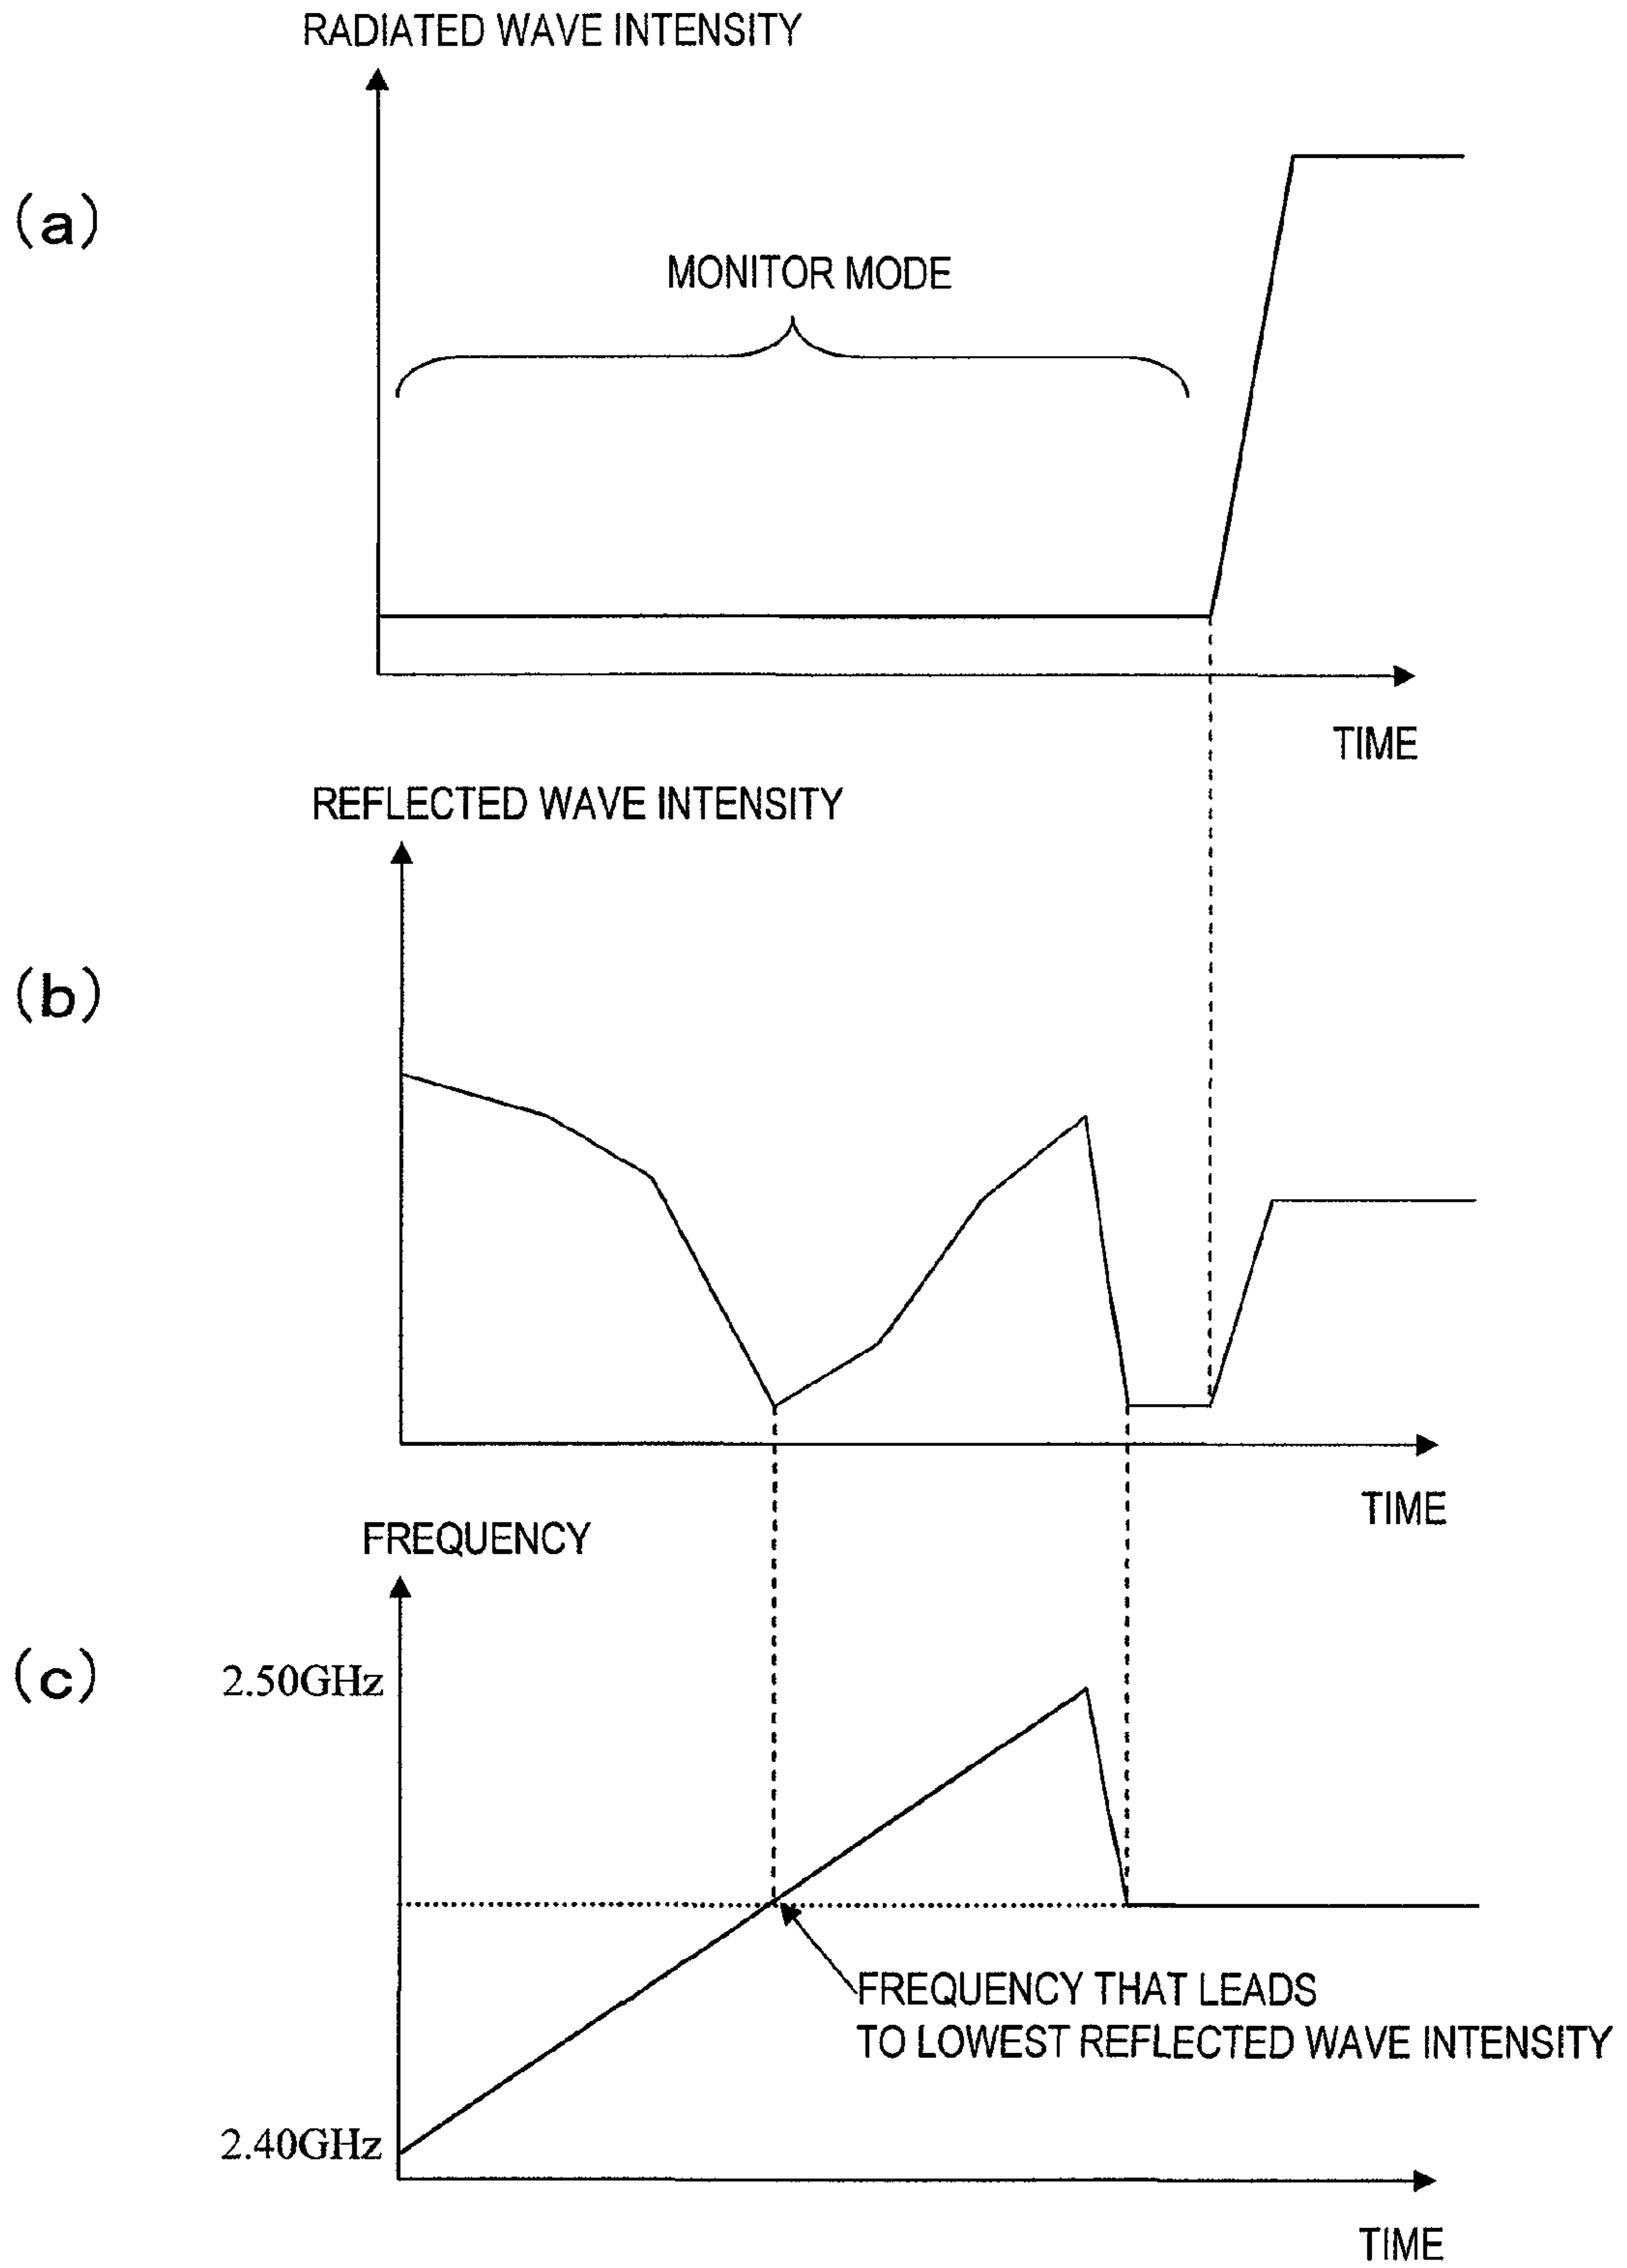 RADIATED WAVE INTENSITY
(a)
MONITOR MODE
TIME
REFLECTED WAVE INTENSITY
(b)
TIME
FREQUENCY
(c)
2.50GHz
FREQUENCY THAT LEADS
TO LOWEST REFLECTED WAVE INTENSITY
2.40GHz
TIME